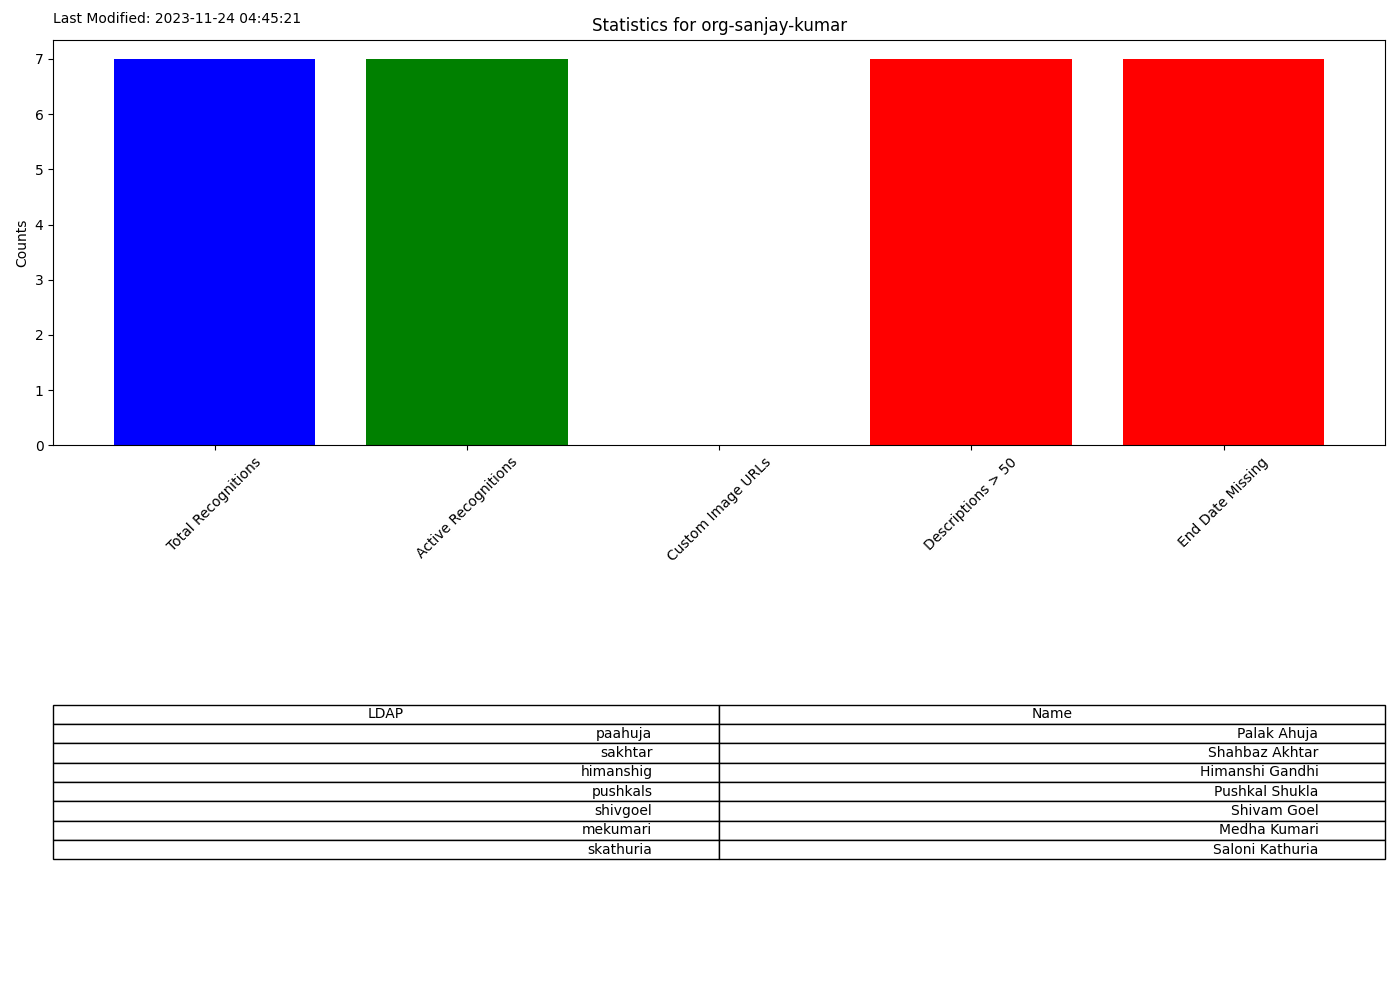 Last Modified: 2023-11-24 04:45:21
Statistics for org-sanjay-kumar
Counts
7
6
5
4
3
2
1
0
Total Recognitions
Active Recognitions
Custom Image URLs
Descriptions > 50
End Date Missing
LDAP Name
paahuja Palak Ahuja
sakhtar Shahbaz Akhtar
himanshig Himanshi Gandhi
pushkals Pushkal Shukla
shivgoel Shivam Goel
mekumari Medha Kumari
skathuria Saloni Kathuria